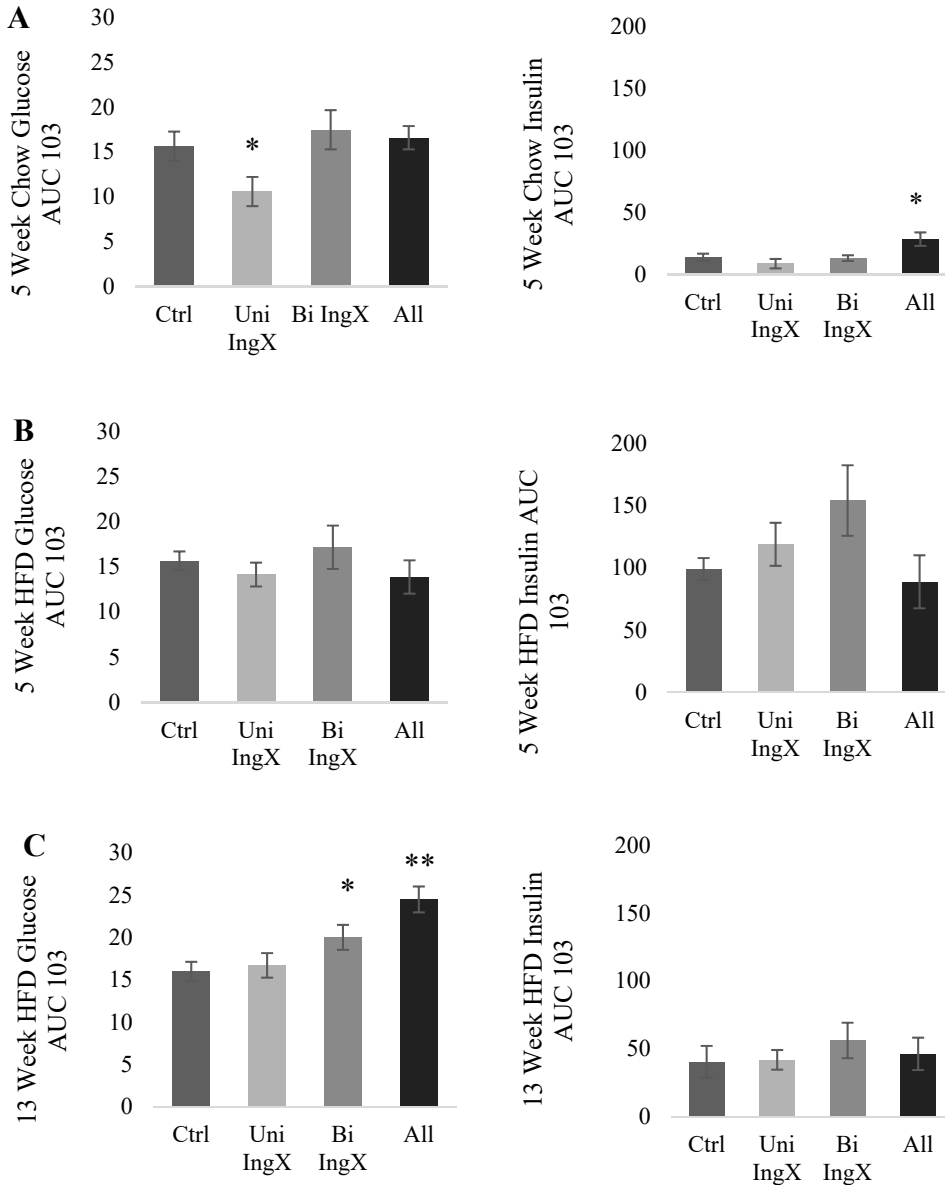 A
5 Week Chow Glucose
AUC 103
30
25
20
15
10
5
0
*
Ctrl
Uni
IngX
Bi IngX
All
5 Week Chow Insulin
AUC 103
200
150
100
50
0
*
Ctrl
Uni
IngX
Bi
IngX
All
B
5 Week HFD Glucose
AUC 103
30
25
20
15
10
5
0
Ctrl
Uni
IngX
Bi
IngX
All
5 Week HFD Insulin AUC
103
200
150
100
50
0
Ctrl
Uni
IngX
Bi
IngX
All
C
13 Week HFD Glucose
AUC 103
30
25
20
15
10
5
0
*
**
Ctrl
Uni
IngX
Bi
IngX
All
13 Week HFD Insulin
AUC 103
200
150
100
50
0
Ctrl
Uni
IngX
Bi
IngX
All